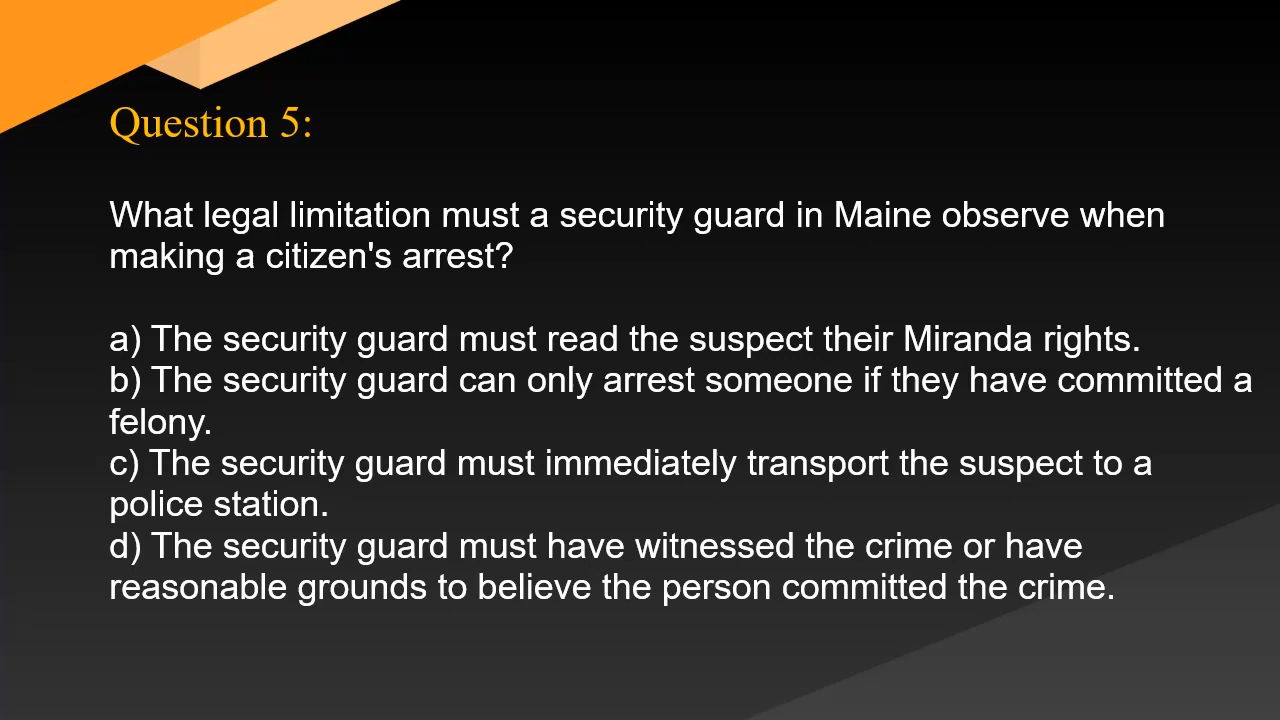 Question 5:
What legal limitation must a security guard in Maine observe when
making a citizen's arrest?
a) The security guard must read the suspect their Miranda rights.
b) The security guard can only arrest someone if they have committed a
felony.
c) The security guard must immediately transport the suspect to a
police station.
d) The security guard must have witnessed the crime or have
reasonable grounds to believe the person committed the crime.